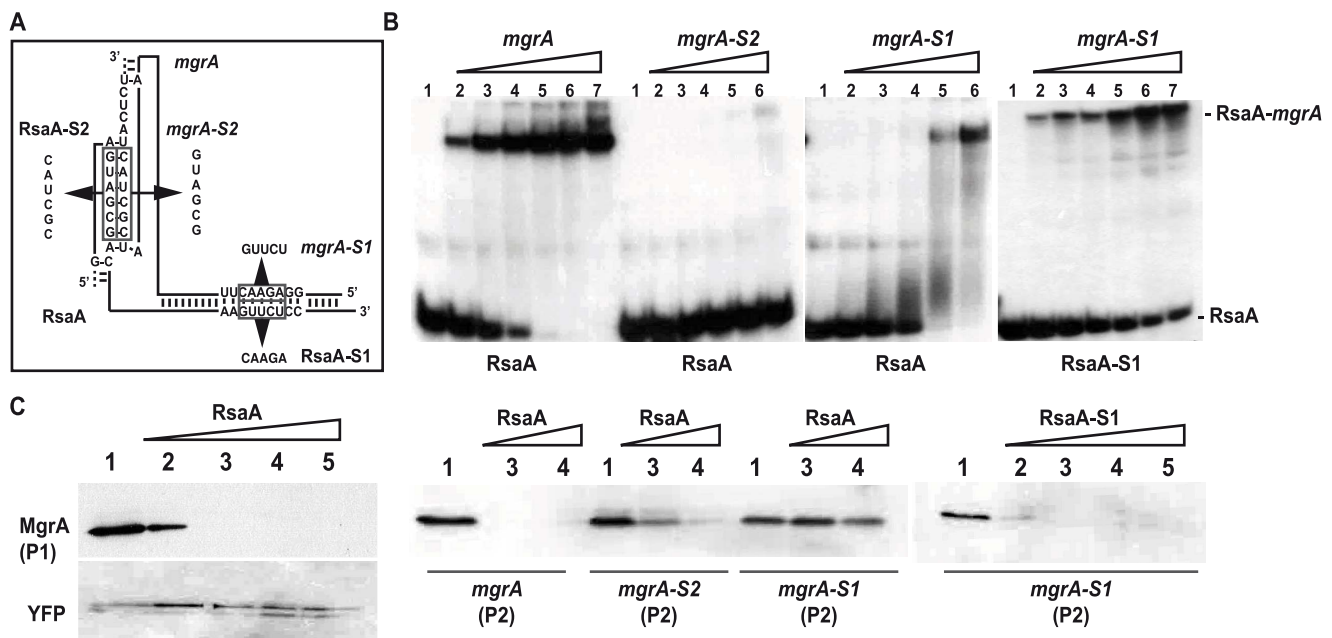 A
3'
U-A
mgrA
C
U
C
A
RsaA-S2
mgrA-S2
A-U
G-C
U-A
A-U
G-C
C-G
G-C
A-U A
G-C
5'
C
A
U
C
G
C
G
U
A
G
C
G
mgrA-S1
GUUCU
UUCAAGAGG 5'
AAGUUCUCC 3'
RsaA
CAAGA
RsaA-S1
B
mgrA mgrA-S2 mgrA-S1 mgrA-S1
1 2 3 4 5 6 7 1 2 3 4 5 6 1 2 3 4 5 6 1 2 3 4 5 6 7
- RsaA-mgrA
- RsaA
RsaA RsaA RsaA RsaA-S1
C
RsaA RsaA RsaA RsaA RsaA-S1
1 2 3 4 5 1 3 4 1 3 4 1 3 4 1 2 3 4 5
MgrA
(P1)
YFP
mgrA mgrA-S2 mgrA-S1 mgrA-S1
(P2) (P2) (P2) (P2)